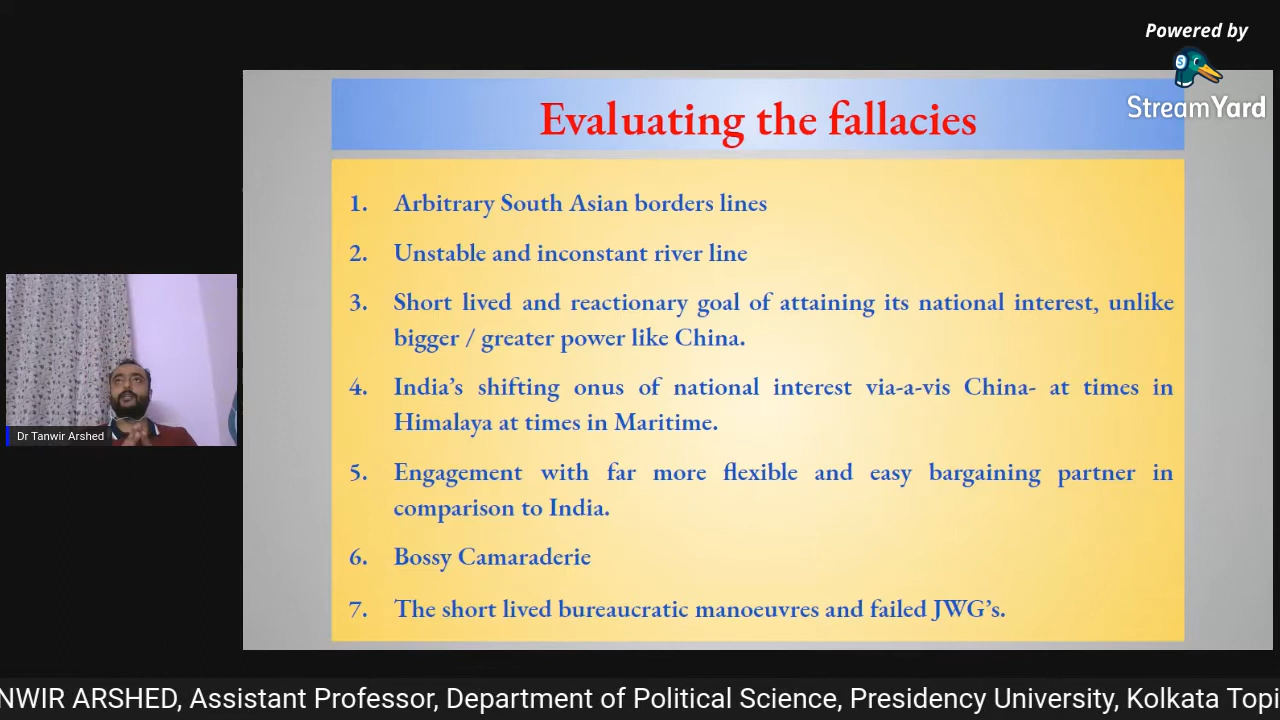 Powered by
StreamYard
Evaluating the fallacies
1. Arbitrary South Asian borders lines
2. Unstable and inconstant river line
3. Short lived and reactionary goal of attaining its national interest, unlike
bigger / greater power like China.
4. India's shifting onus of national interest via-a-vis China- at times in
Himalaya at times in Maritime.
5. Engagement with far more flexible and easy bargaining partner in
comparison to India.
6. Bossy Camaraderie
7. The short lived bureaucratic manoeuvres and failed JWG's.
Dr Tanwir Arshed
NWIR ARSHED, Assistant Professor, Department of Political Science, Presidency University, Kolkata Topi